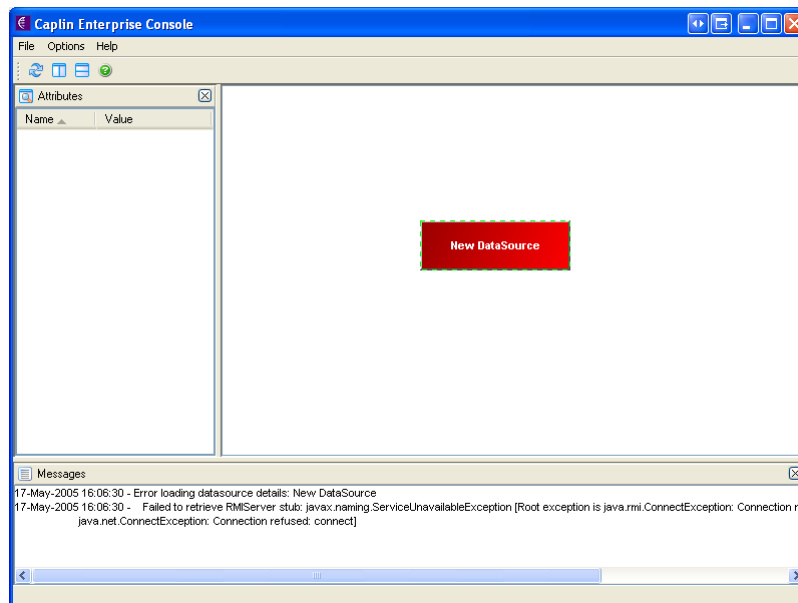 Caplin Enterprise Console
File Options Help
Attributes
Name Value
New DataSource
Messages
17-May-2005 16:06:30 - Error loading datasource details: New DataSource
17-May-2005 16:06:30 - Failed to retrieve RMIServer stub: javax.naming.ServiceUnavailableException [Root exception is java.rmi.ConnectException: Connection
java.net.ConnectException: Connection refused: connect]